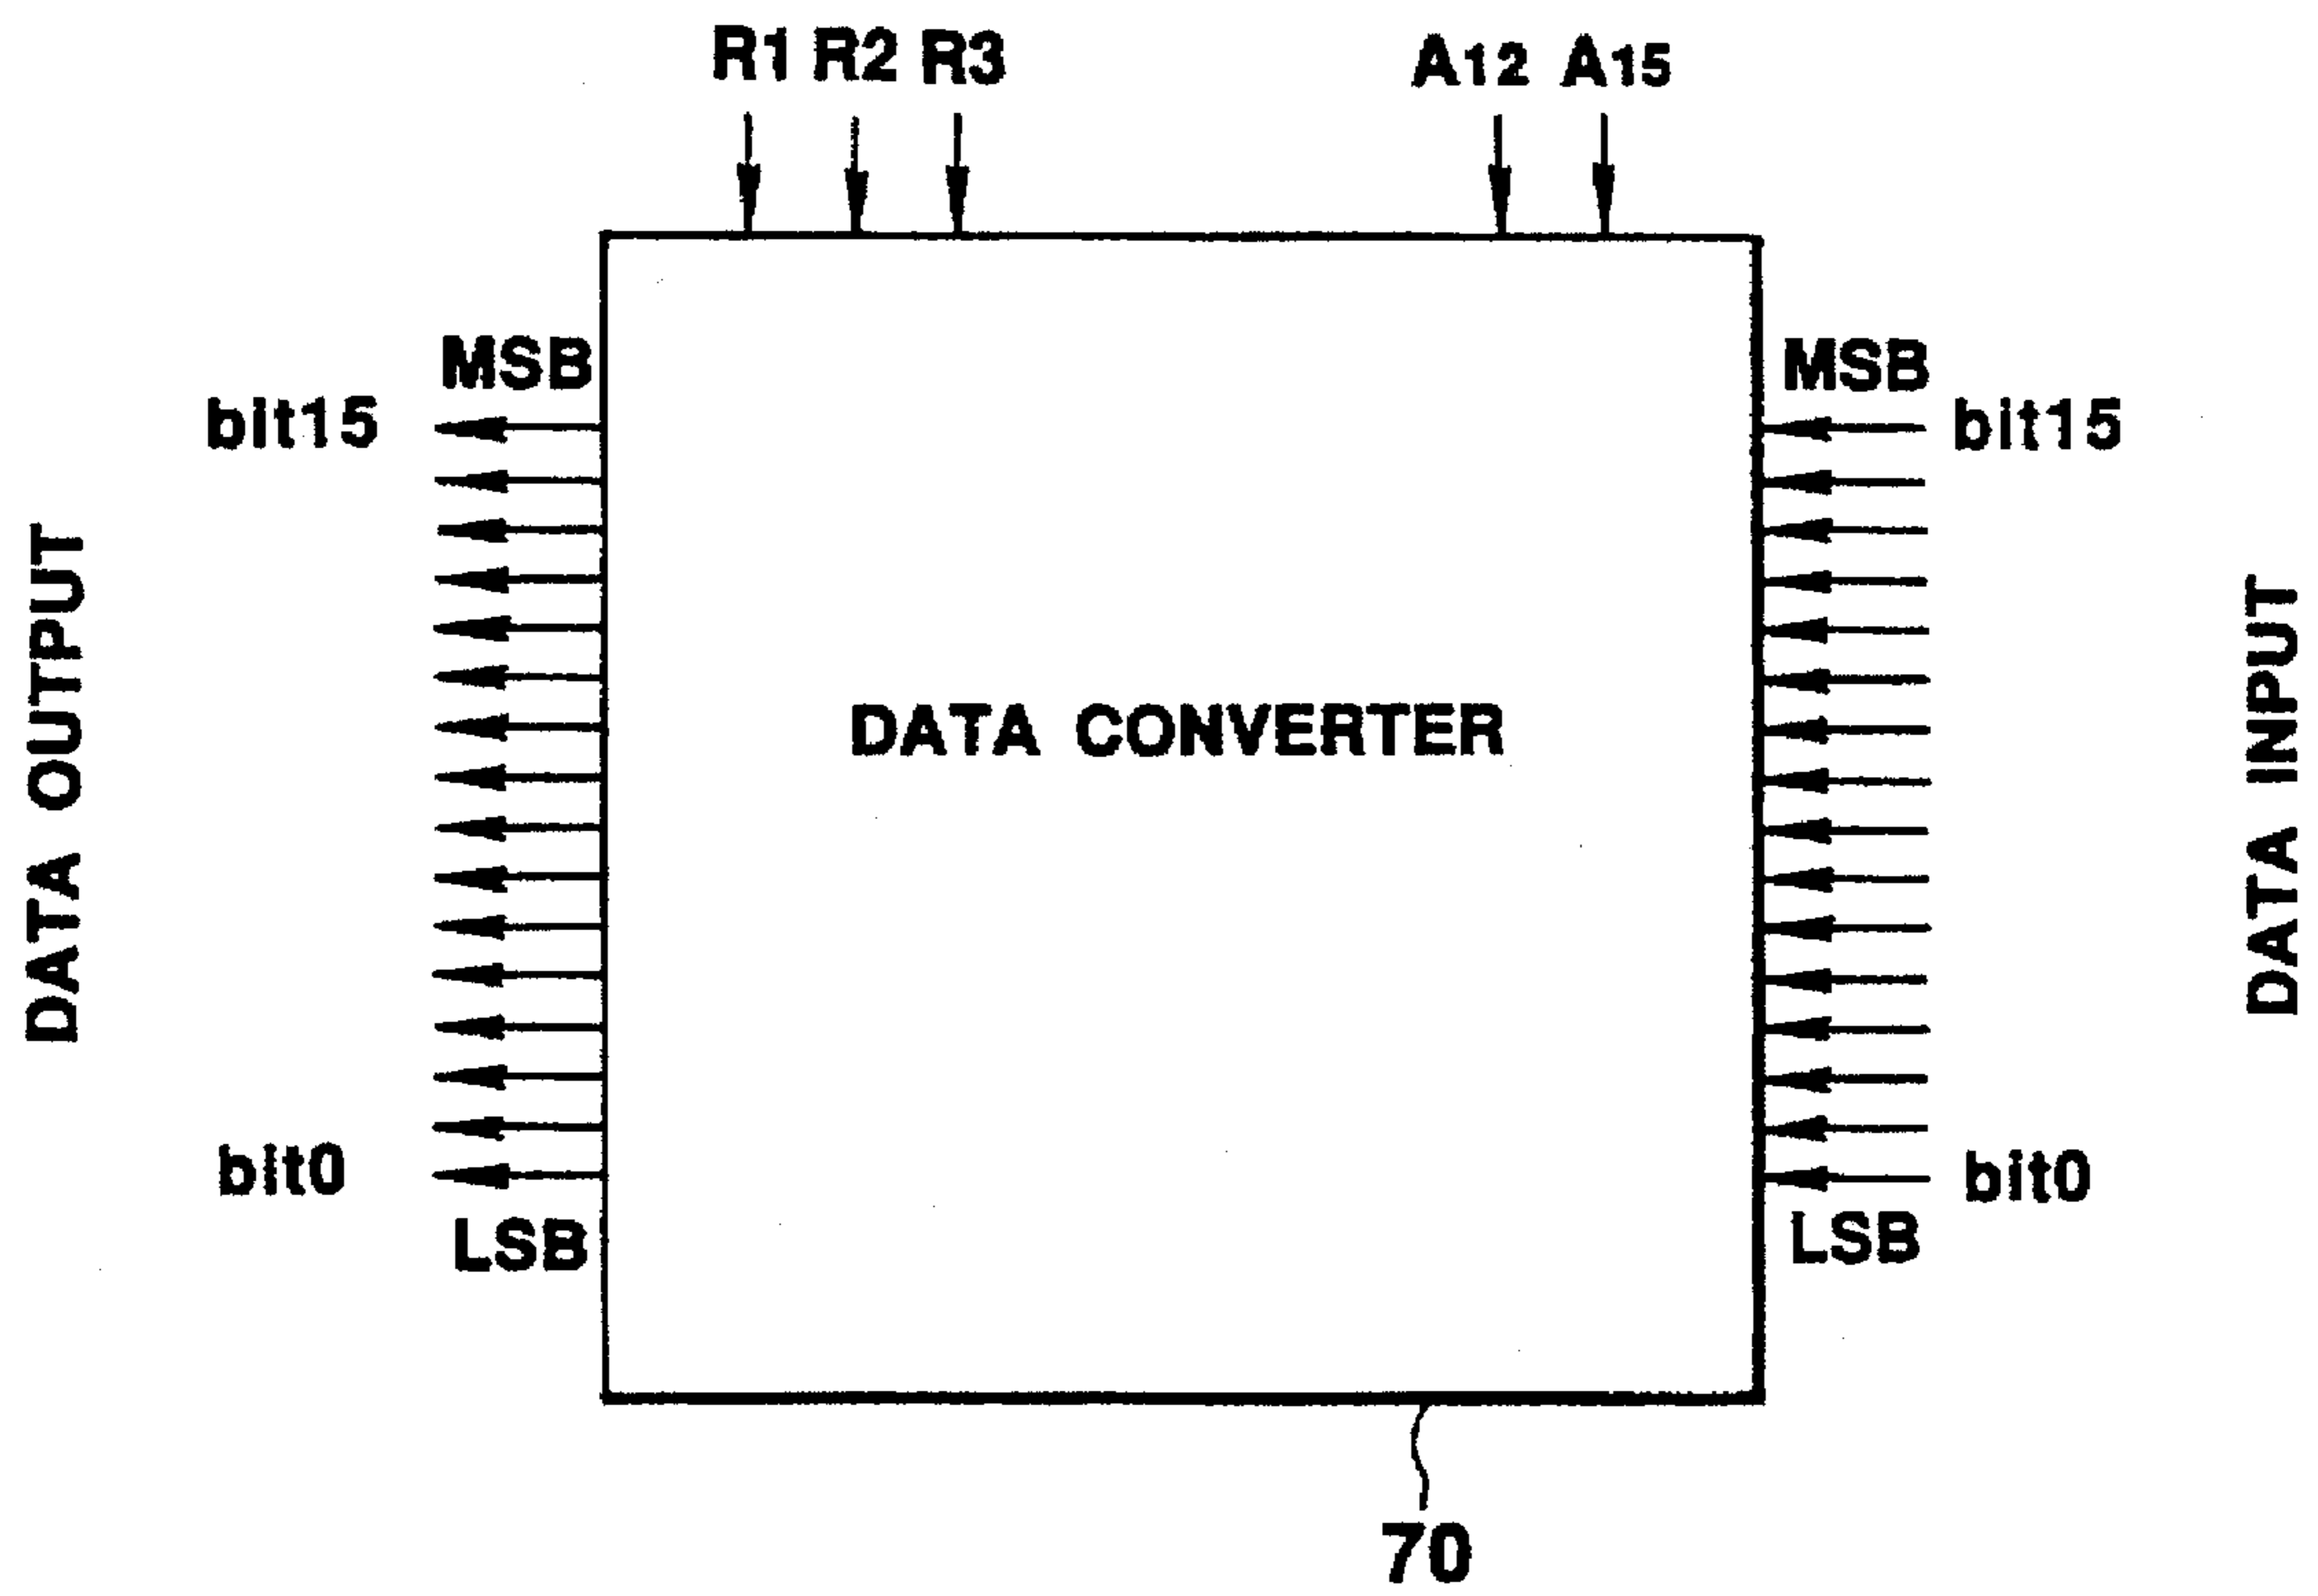 R1 R2 R3 A12 A15
MSB MSB
bit15 bit15
DATA OUTPUT
DATA CONVERTER
DATA INPUT
bit0 bit0
LSB LSB
70